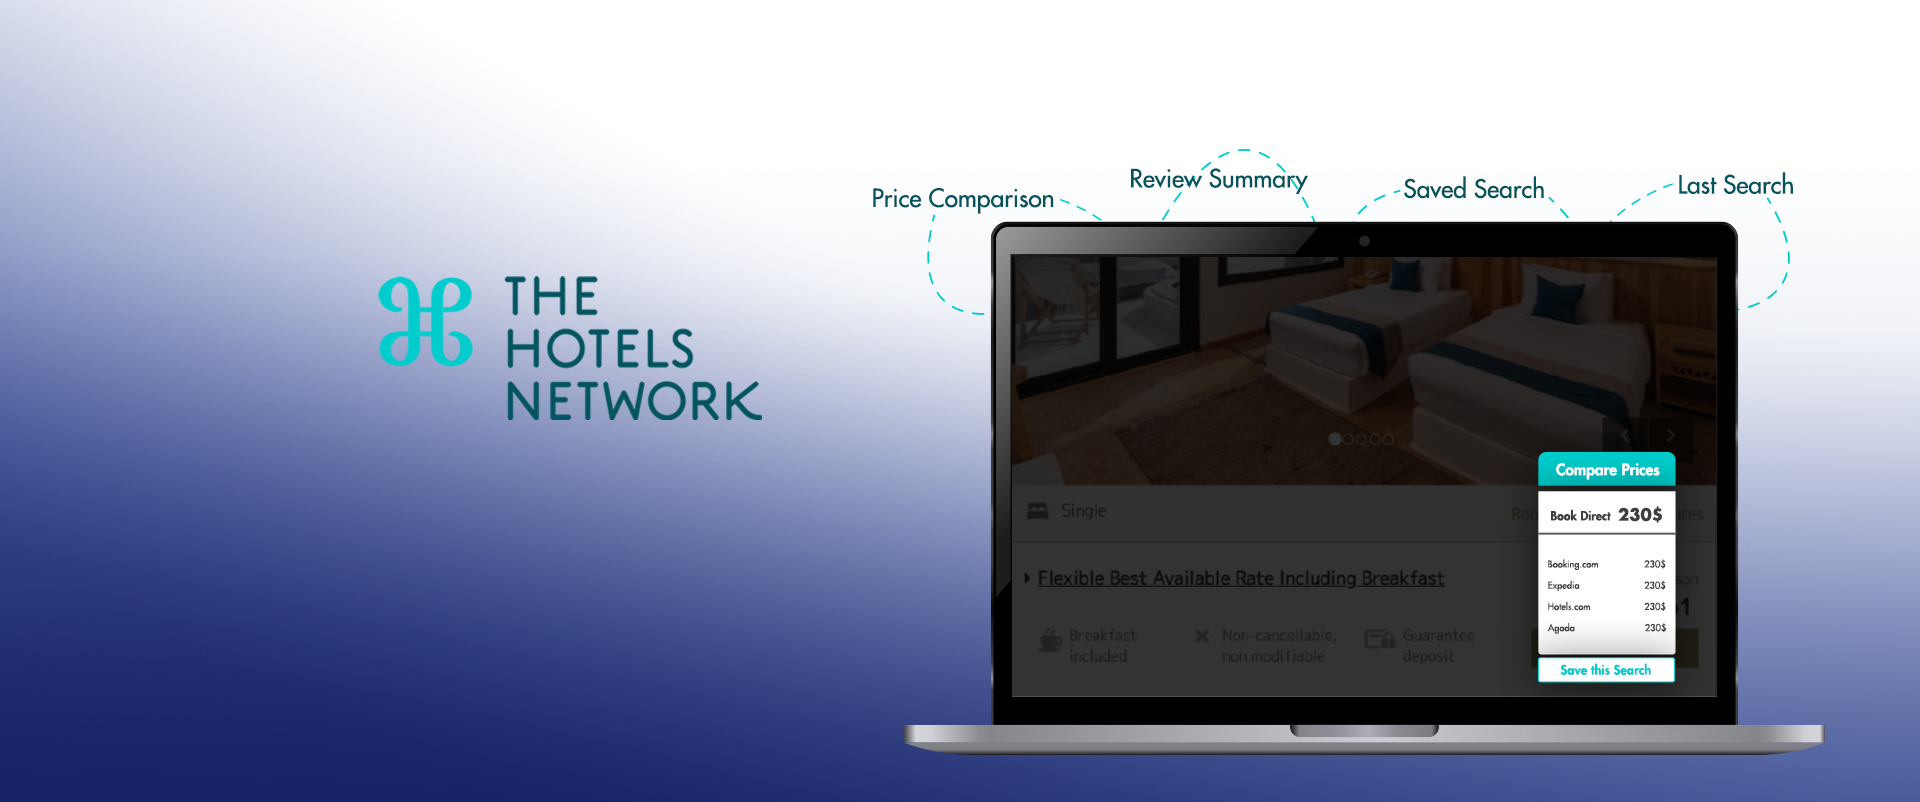 THE
HOTELS
NETWORK
Price Comparison
Review Summary
Saved Search
Last Search
Compare Prices
Book Direct 230$
Booking.com 230$
Expedia 230$
Hotels.com 230$
Agoda 230$
Save this Search
Single
Flexible Best Available Rate Including Breakfast
Breakfast
included
Non-cancellable,
non modifiable
Guarantee
deposit